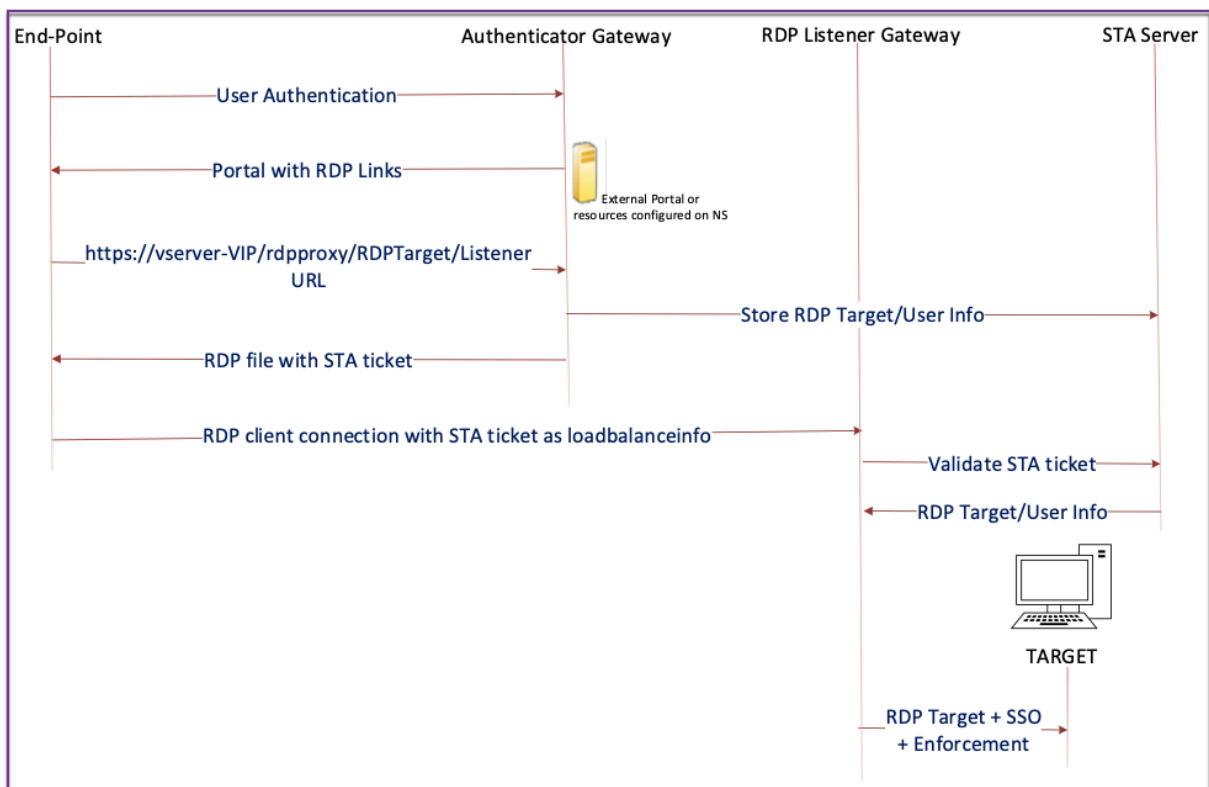 End-Point
Authenticator Gateway
RDP Listener Gateway
STA Server
User Authentication
Portal with RDP Links
External Portal or
resources configured on NS
https://vserver-VIP/rdpproxy/RDPTarget/Listener
URL
Store RDP Target/User Info
RDP file with STA ticket
RDP client connection with STA ticket as loadbalanceinfo
Validate STA ticket
RDP Target/User Info
TARGET
RDP Target + SSO
+ Enforcement